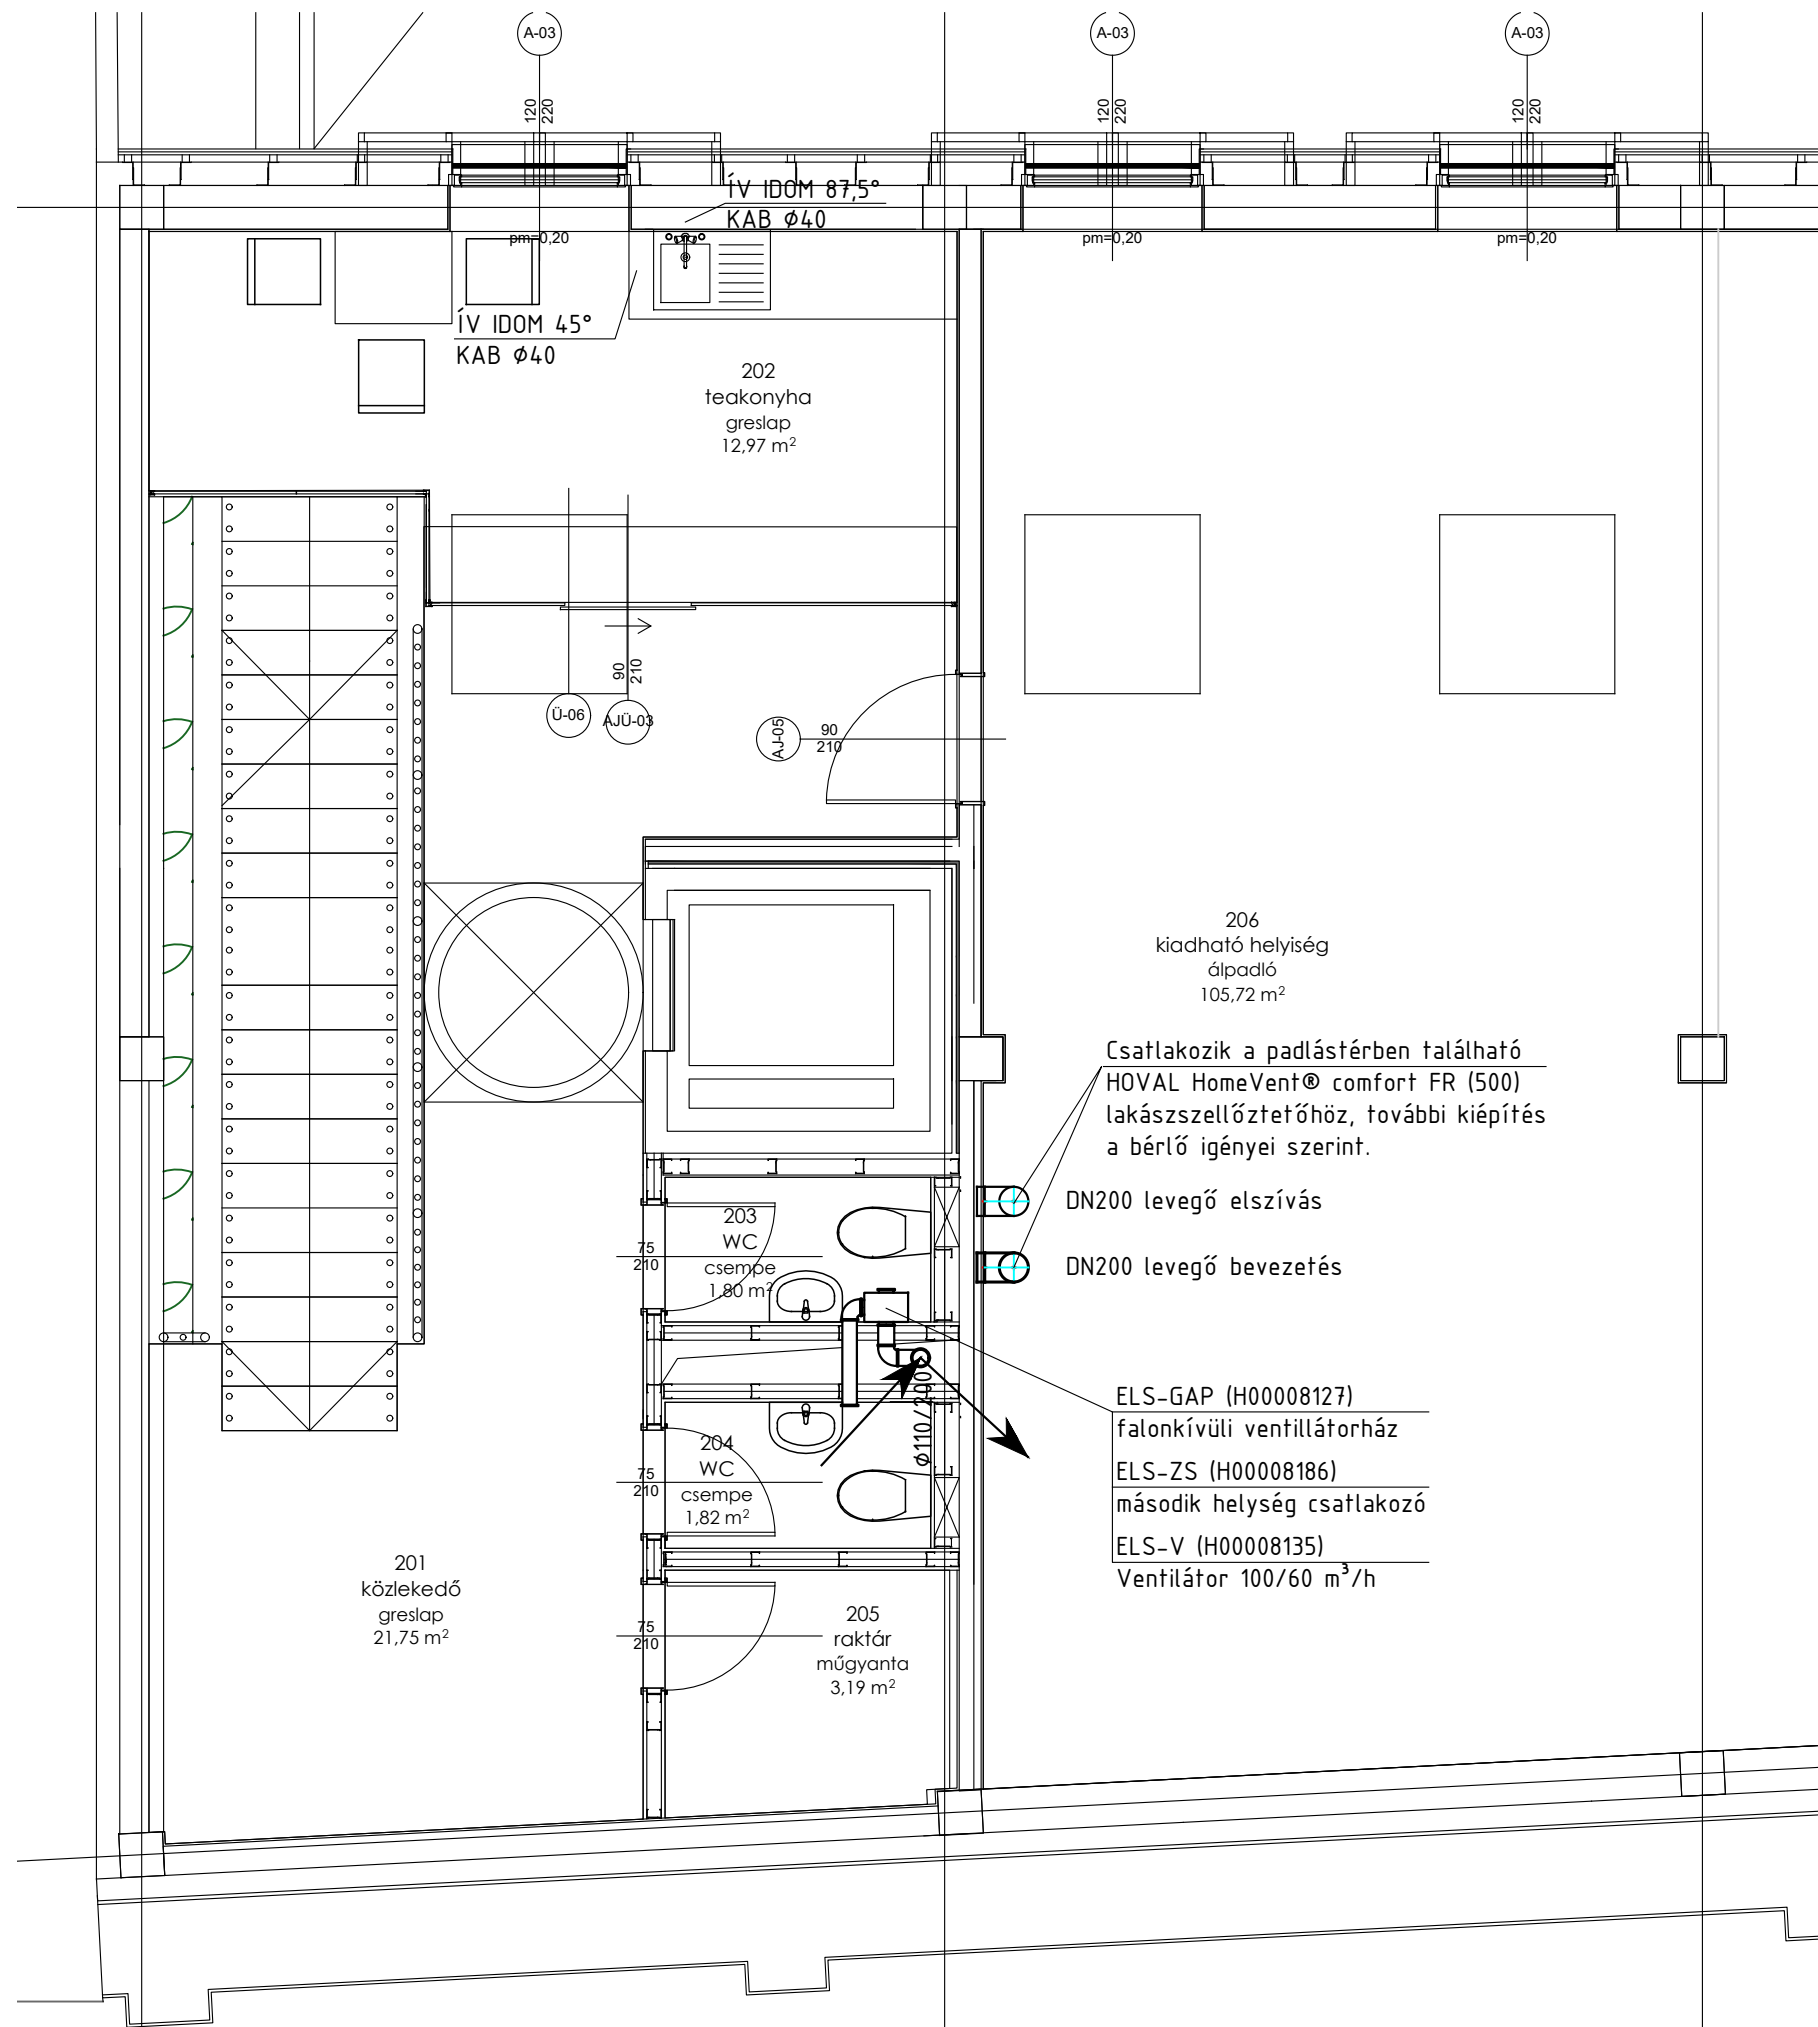 A-03
A-03
A-03
120
220
120
220
120
220
ÍV IDOM 87,5°
KAB Ø40
pm=0,20
pm=0,20
pm=0,20
ÍV IDOM 45°
KAB Ø40
202
teakonyha
greslap
12,97 m²
90
210
Ü-06
AJÜ-03
AJ-05
90
210
206
kiadható helyiség
álpadló
105,72 m²
Csatlakozik a padlástérben található
HOVAL HomeVent® comfort FR (500)
lakászszellőztetőhöz, további kiépítés
a bérlő igényei szerint.
DN200 levegő elszívás
DN200 levegő bevezetés
203
WC
csempe
1,80 m²
75
210
Ø110/200
ELS-GAP (H00008127)
falonkívüli ventillátorház
ELS-ZS (H00008186)
második helység csatlakozó
ELS-V (H00008135)
Ventilátor 100/60 m³/h
204
WC
csempe
1,82 m²
75
210
201
közlekedő
greslap
21,75 m²
75
210
205
raktár
műgyanta
3,19 m²